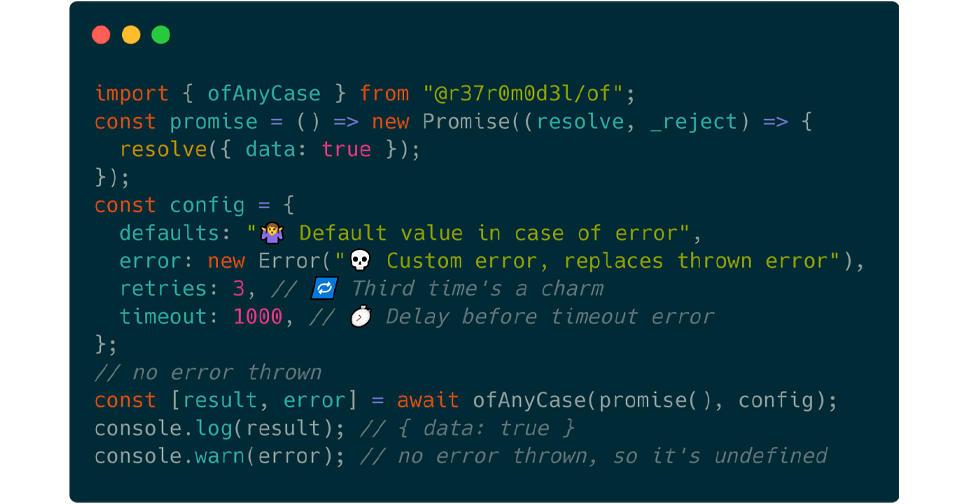 import { ofAnyCase } from "@r37r0m0d3l/of";
const promise = () => new Promise((resolve, _reject) => {
  resolve({ data: true });
});
const config = {
  defaults: "🤷‍♀️ Default value in case of error",
  error: new Error("💀 Custom error, replaces thrown error"),
  retries: 3, // 🔁 Third time's a charm
  timeout: 1000, // ⏱ Delay before timeout error
};
// no error thrown
const [result, error] = await ofAnyCase(promise(), config);
console.log(result); // { data: true }
console.warn(error); // no error thrown, so it's undefined